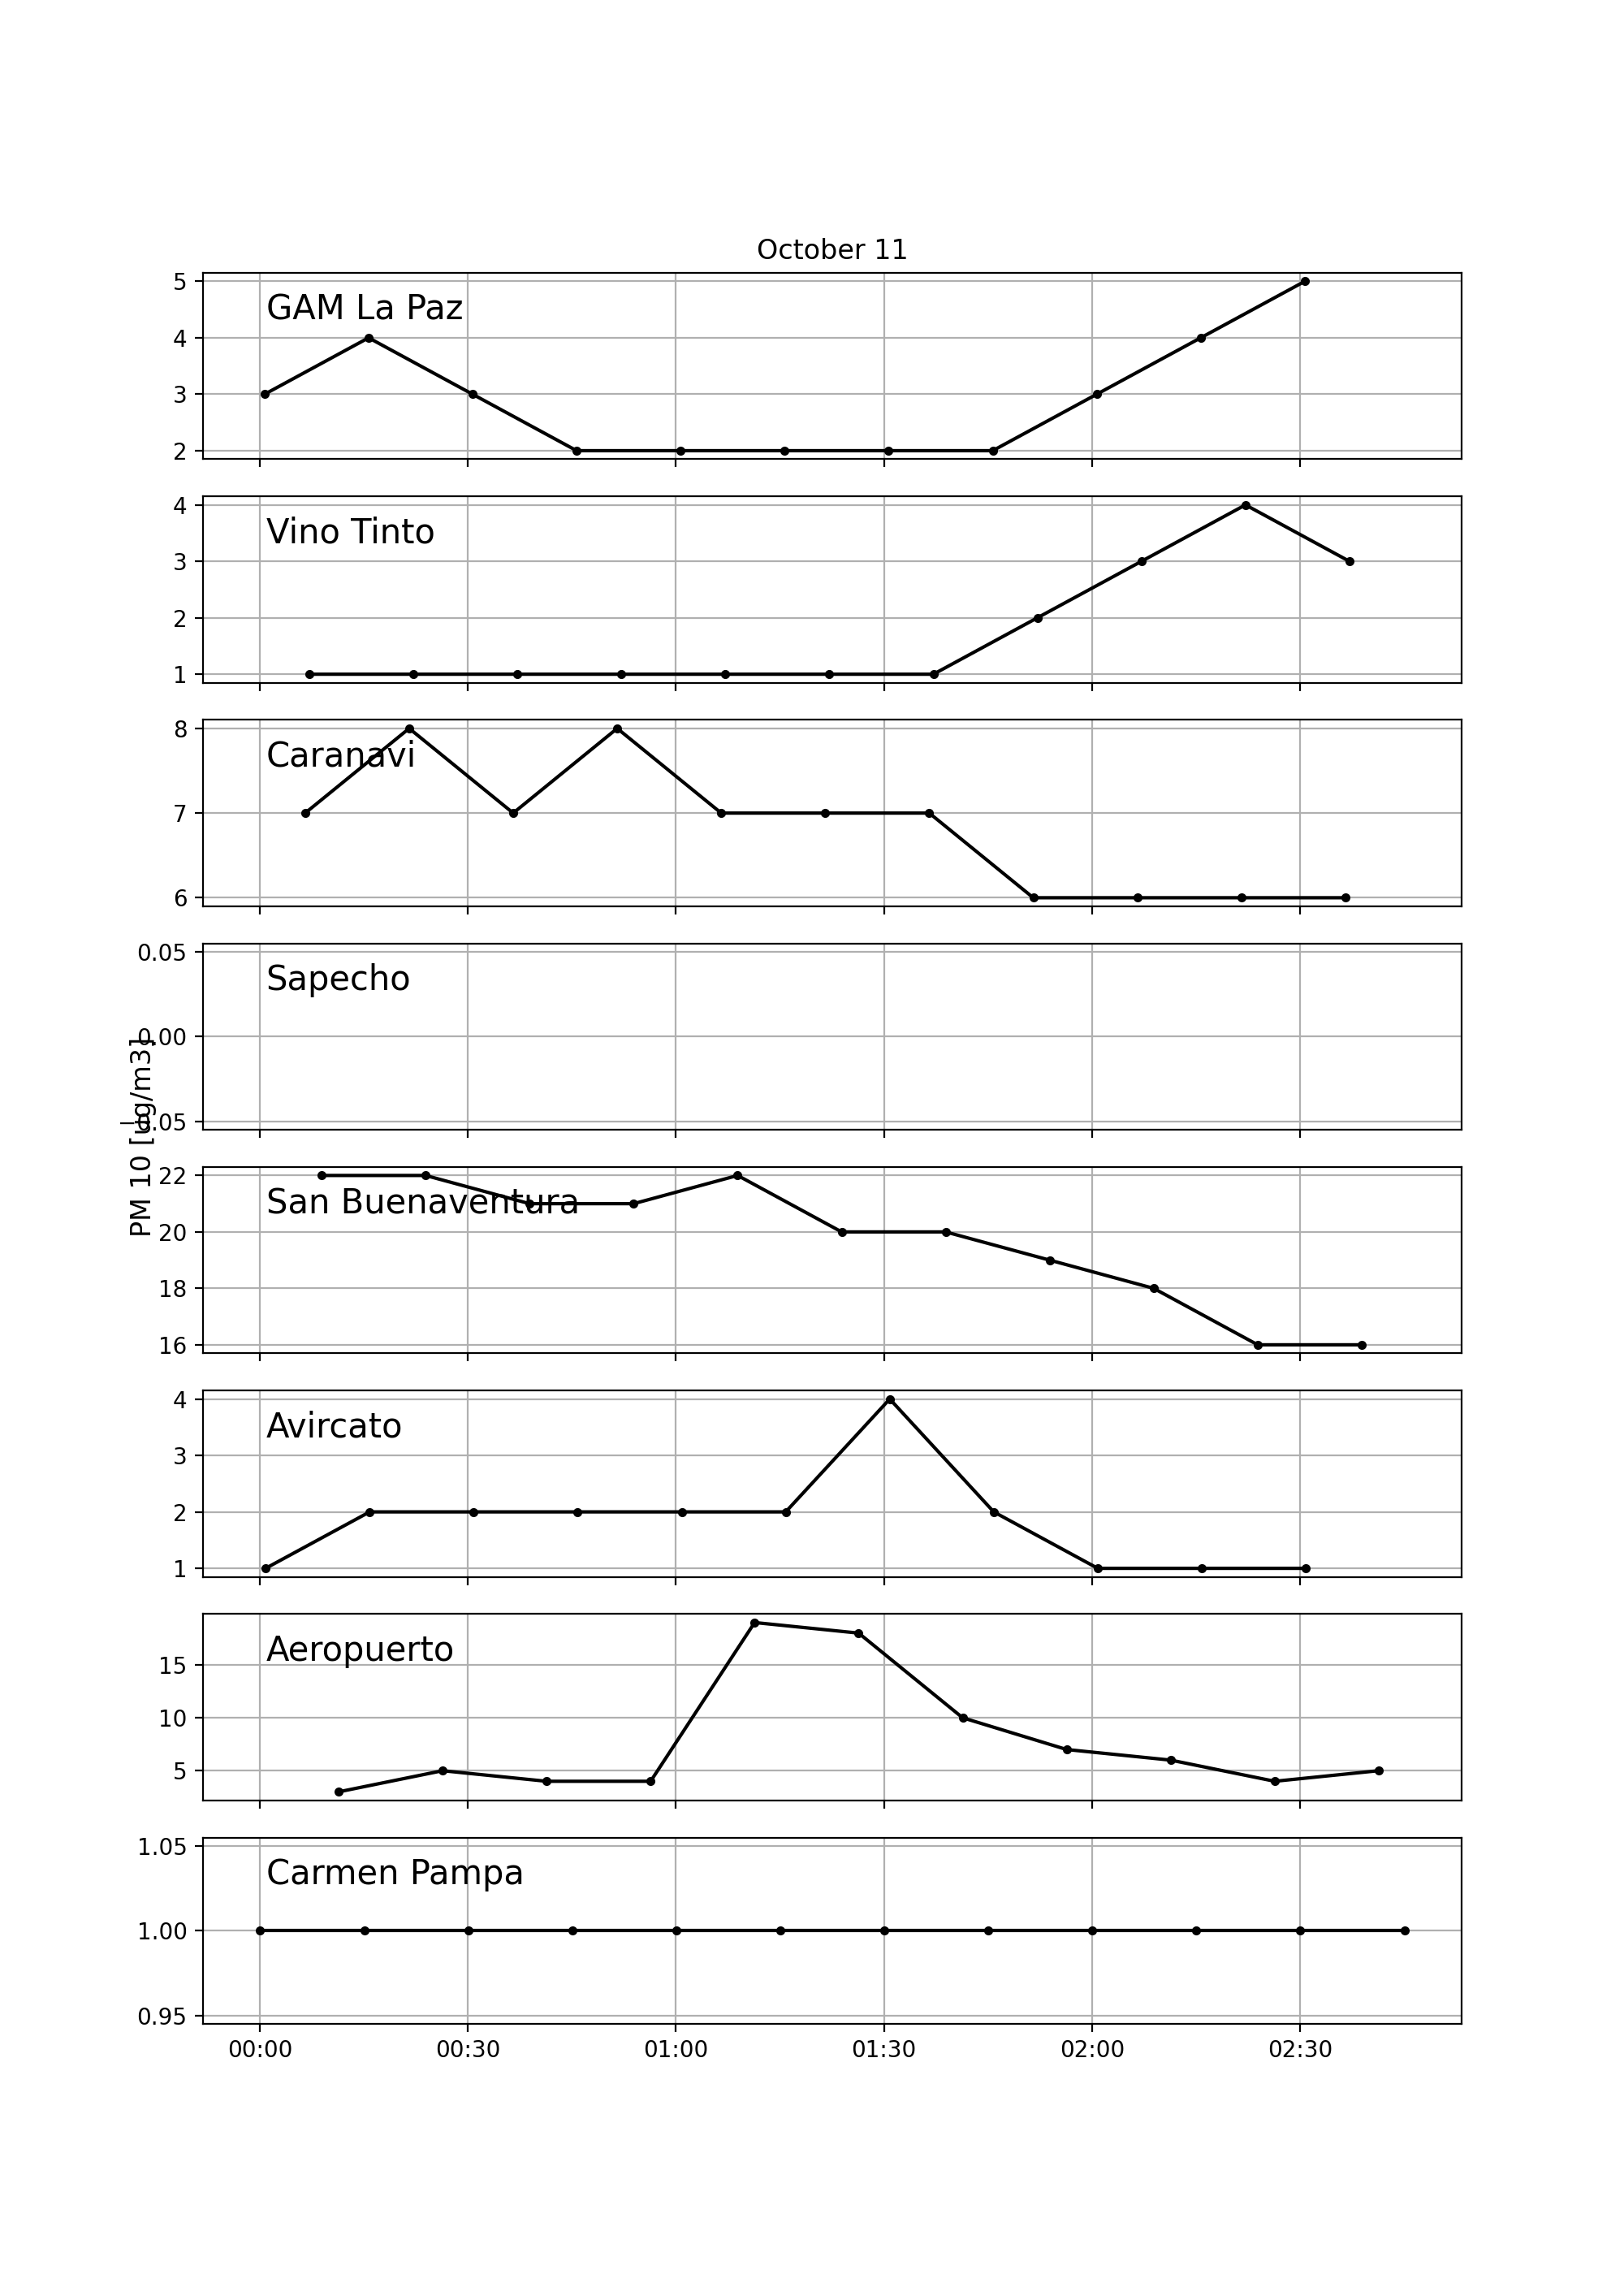 October 11
5
GAM La Paz
4
3
2
4
Vino Tinto
3
2
1
8
Caranavi
7
6
0.05
Sapecho
0.00
−0.05
PM 10 [ug/m3]
22
San Buenaventura
20
18
16
4
Avircato
3
2
1
Aeropuerto
15
10
5
1.05
Carmen Pampa
1.00
0.95
00:00 00:30 01:00 01:30 02:00 02:30